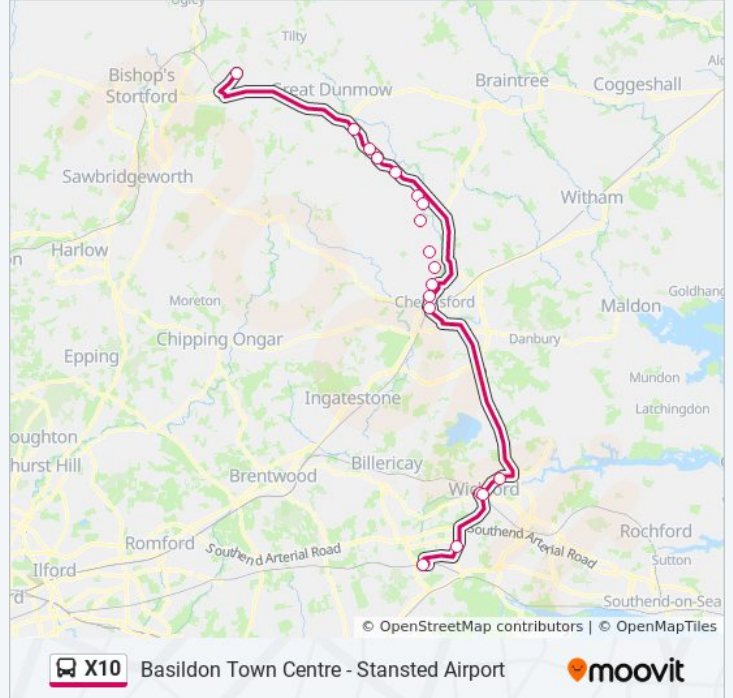 ugley
Tilty
Bishop's
Stortford
Great Dunmow
Braintree
Coggeshall
Sawbridgeworth
Witham
Harlow
Moreton
Chelmsford
Maldon
Goldhang
Chipping Ongar
Danbury
Epping
Mundon
Ingatestone
Latchingdon
oughton
hurst Hill
Billericay
Brentwood
Wickford
Romford
Southend Arterial Road
Southend Arterial Road
Rochford
Ilford
Sutton
Southend-on-Sea
© OpenStreetMap contributors | © OpenMapTiles
X10 Basildon Town Centre - Stansted Airport
moovit